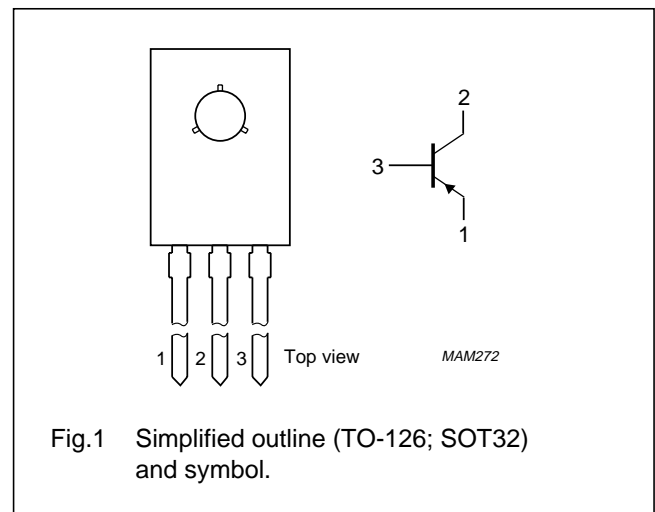 2
3
1
1 2 3 Top view MAM272
Fig.1 Simplified outline (TO-126; SOT32)
and symbol.